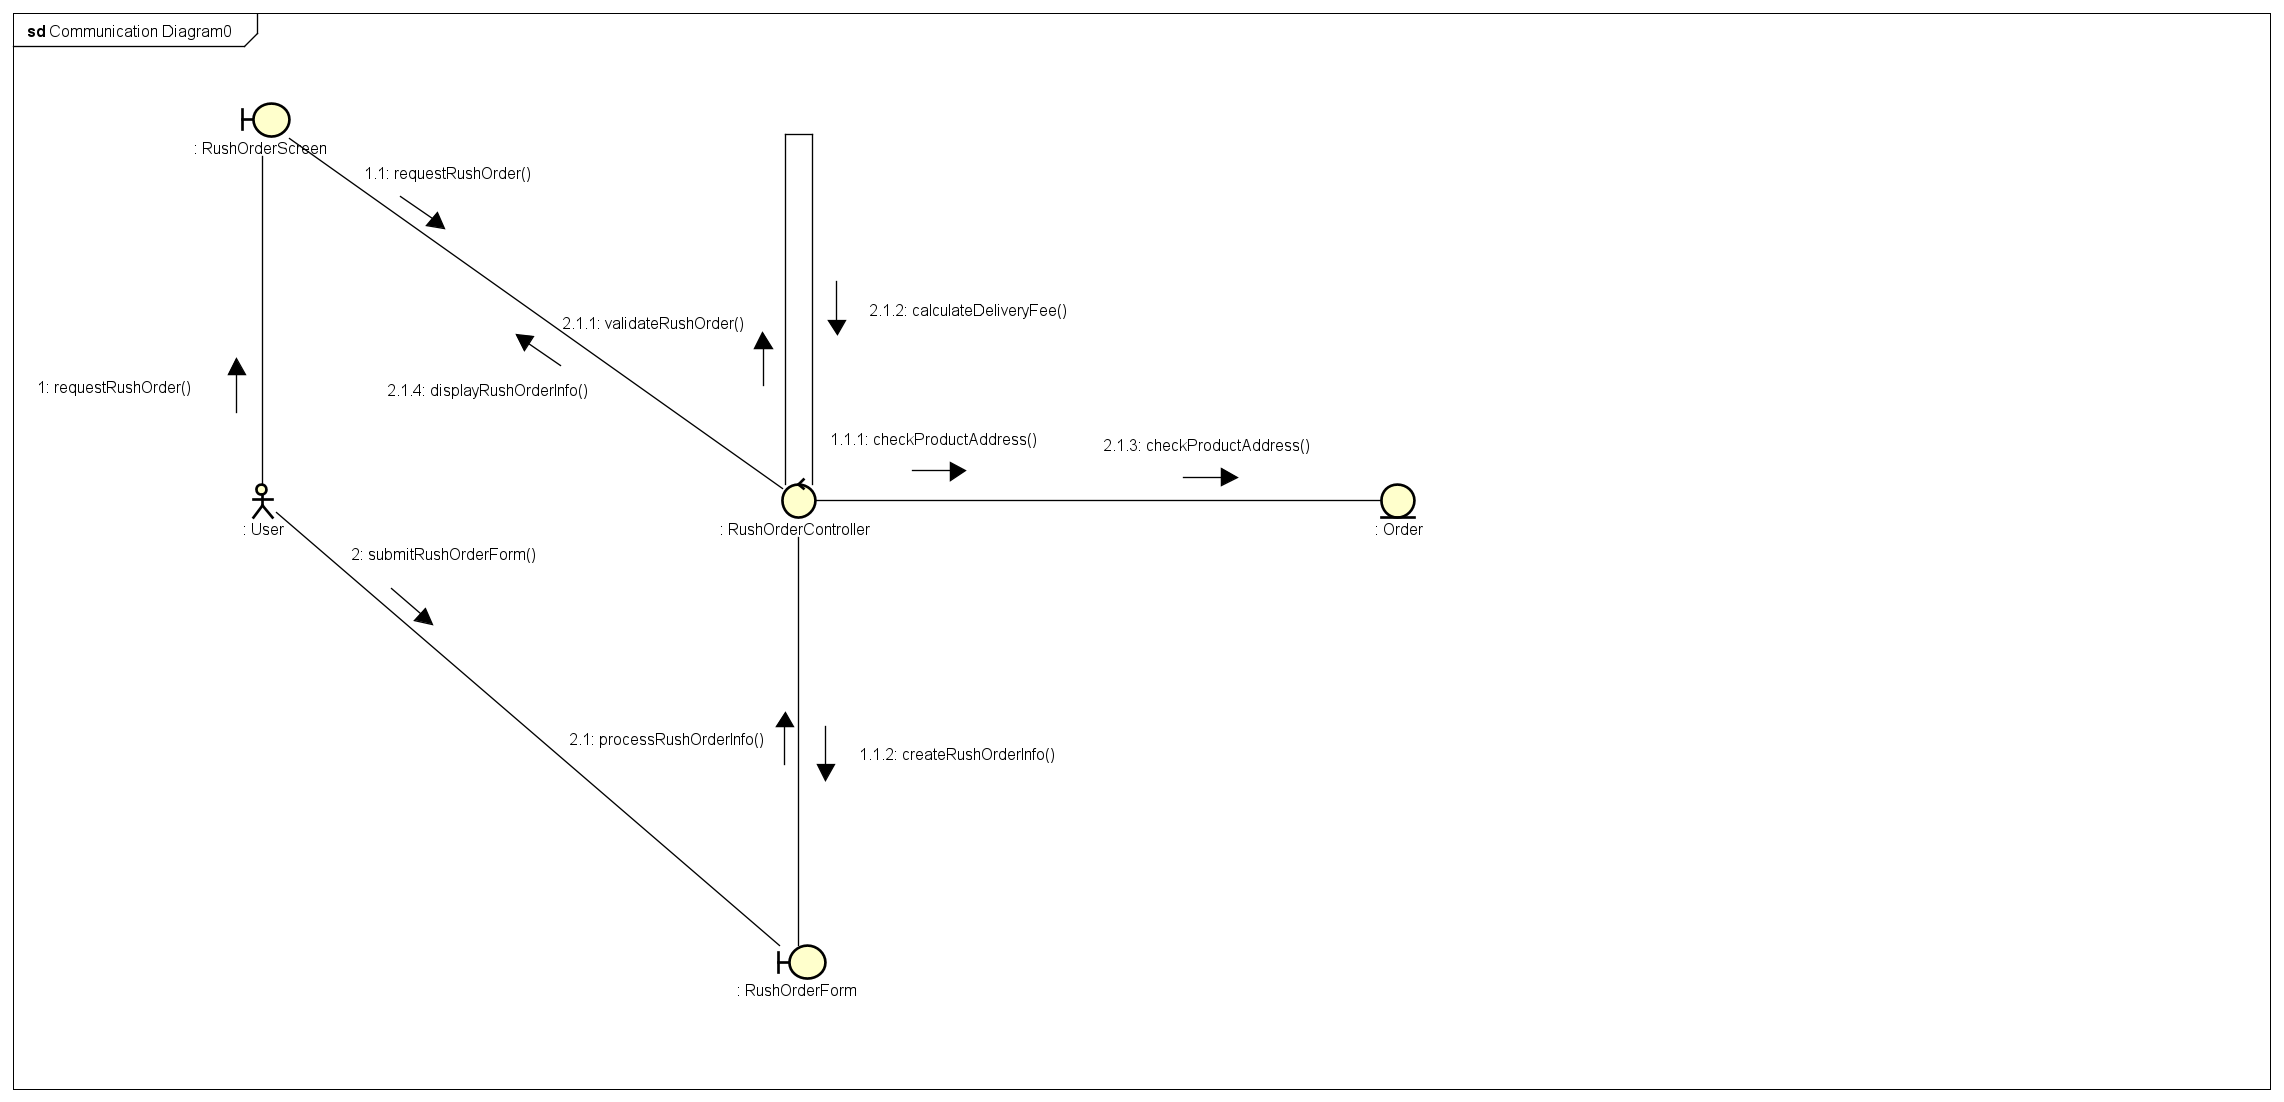 sd Communication Diagram0
: RushOrderScreen
1.1: requestRushOrder()
2.1.2: calculateDeliveryFee()
2.1.1: validateRushOrder()
1: requestRushOrder()
2.1.4: displayRushOrderInfo()
1.1.1: checkProductAddress()
2.1.3: checkProductAddress()
: User
: RushOrderController
: Order
2: submitRushOrderForm()
2.1: processRushOrderInfo()
1.1.2: createRushOrderInfo()
: RushOrderForm